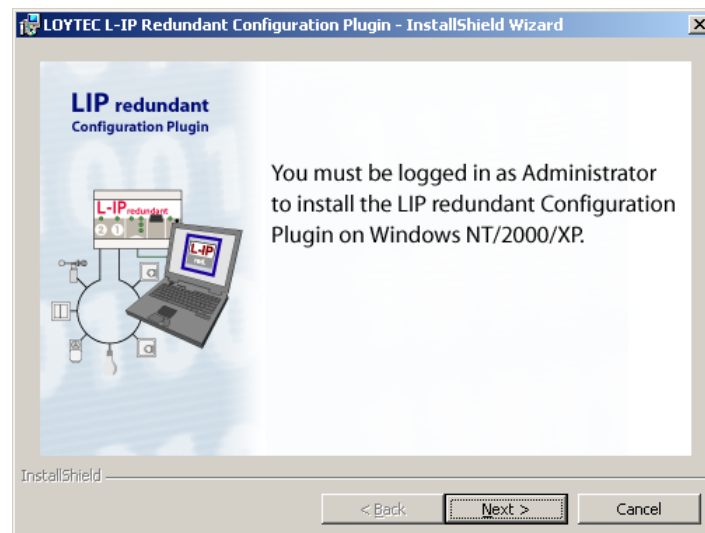 LOYTEC L-IP Redundant Configuration Plugin - InstallShield Wizard
LIP redundant
Configuration Plugin
L-IP redundant
L-IP
red.
You must be logged in as Administrator
to install the LIP redundant Configuration
Plugin on Windows NT/2000/XP.
InstallShield
< Back
Next >
Cancel